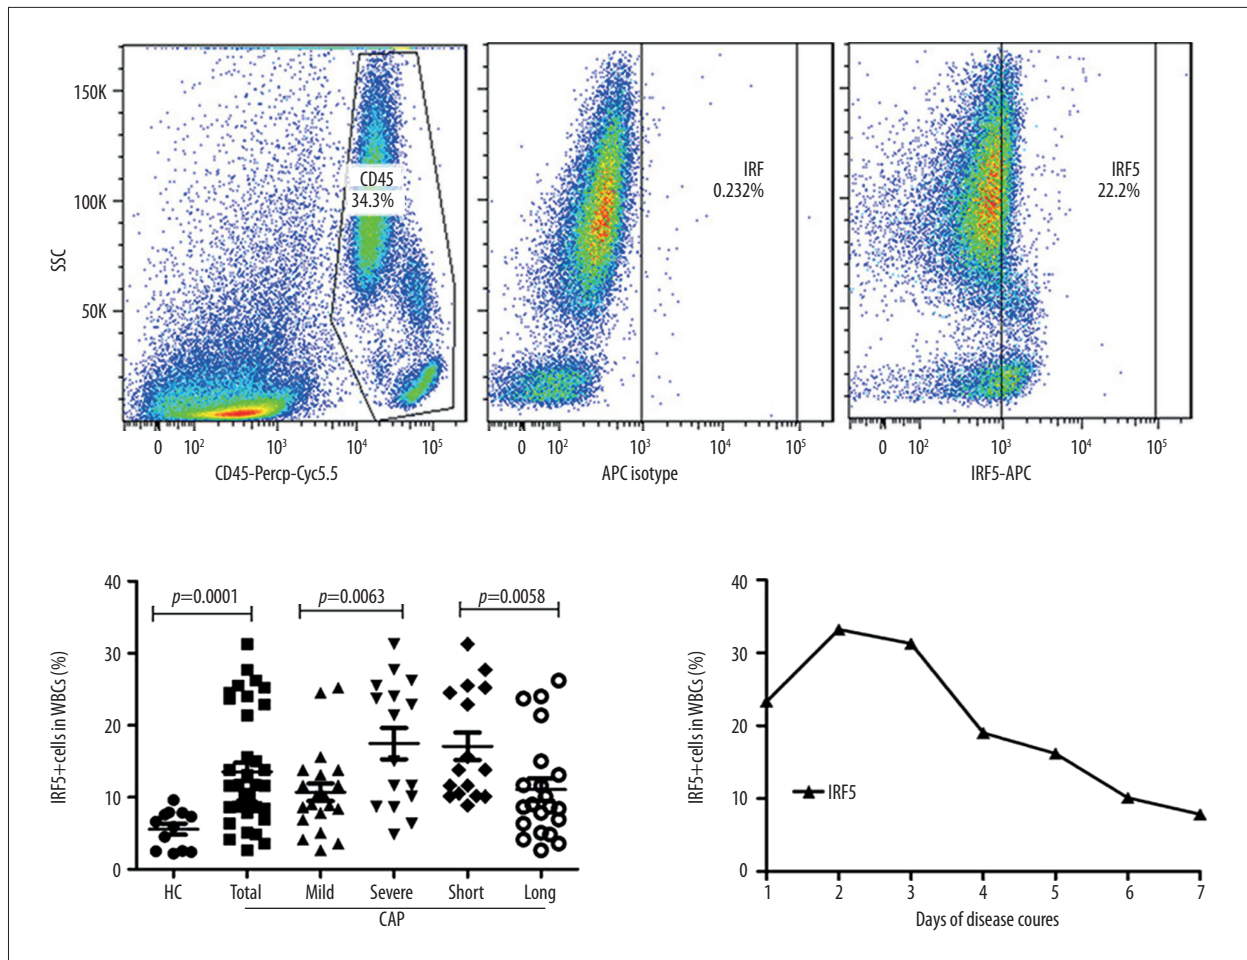 150K
100K
50K
SSC
CD45
34.3%
0 10² 10³ 10⁴ 10⁵
CD45-Percp-Cyc5.5
IRF
0.232%
0 10² 10³ 10⁴ 10⁵
APC isotype
IRF5
22.2%
0 10² 10³ 10⁴ 10⁵
IRF5-APC
40
30
20
10
0
IRF5+cells in WBCs (%)
p=0.0001
p=0.0063
p=0.0058
HC Total Mild Severe Short Long
CAP
40
30
20
10
0
IRF5+cells in WBCs (%)
IRF5
1 2 3 4 5 6 7
Days of disease coures